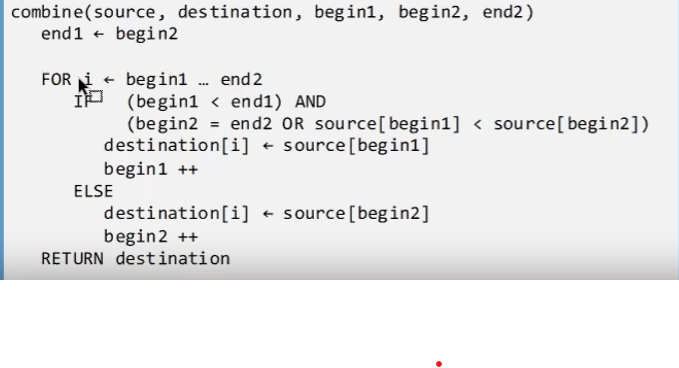 combine(source, destination, begin1, begin2, end2)
end1 ← begin2
FOR i ← begin1 … end2
IF (begin1 < end1) AND
(begin2 = end2 OR source[begin1] < source[begin2])
destination[i] ← source[begin1]
begin1 ++
ELSE
destination[i] ← source[begin2]
begin2 ++
RETURN destination